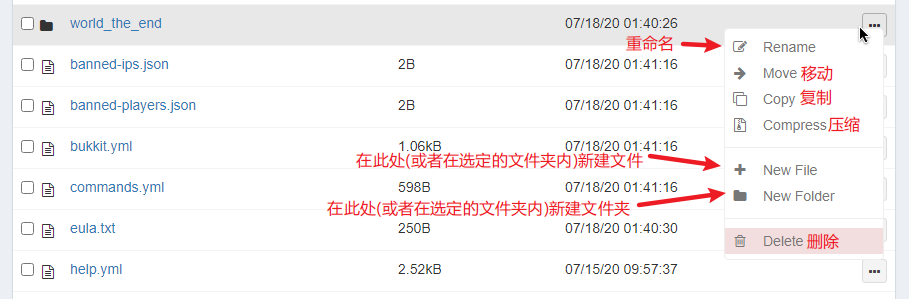 world_the_end 07/18/20 01:40:26
重命名 Rename
banned-ips.json 2B 07/18/20 01:41:16
Move 移动
banned-players.json 2B 07/18/20 01:41:16
Copy 复制
Compress 压缩
bukkit.yml 1.06kB 07/18/20 01:41:16
在此处(或者在选定的文件夹内)新建文件 New File
commands.yml 598B 07/18/20 01:41:16
在此处(或者在选定的文件夹内)新建文件夹 New Folder
eula.txt 250B 07/18/20 01:40:30
Delete 删除
help.yml 2.52kB 07/15/20 09:57:37